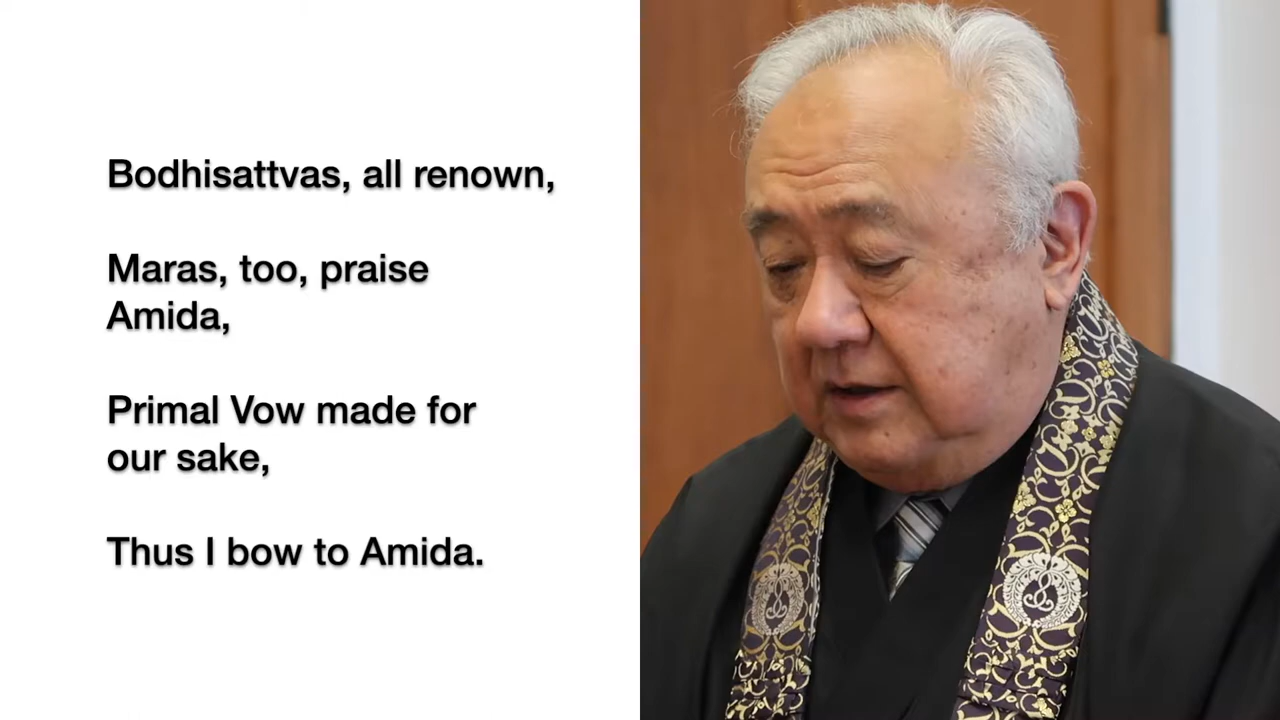 Bodhisattvas, all renown,
Maras, too, praise
Amida,
Primal Vow made for
our sake,
Thus I bow to Amida.